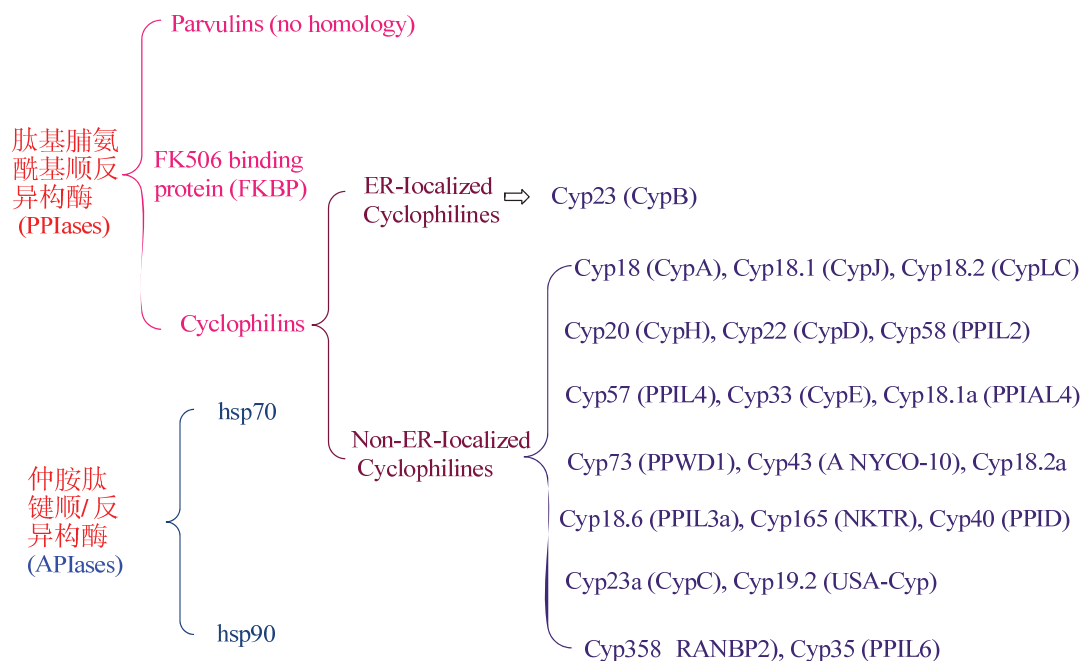 Parvulins (no homology)
肽基脯氨
酰基顺反
异构酶
(PPIases)
FK506 binding
protein (FKBP)
ER-Iocalized
Cyclophilines
Cyp23 (CypB)
Cyclophilins
Cyp18 (CypA), Cyp18.1 (CypJ), Cyp18.2 (CypLC)
Cyp20 (CypH), Cyp22 (CypD), Cyp58 (PPIL2)
Cyp57 (PPIL4), Cyp33 (CypE), Cyp18.1a (PPIAL4)
Non-ER-Iocalized
Cyclophilines
Cyp73 (PPWD1), Cyp43 (A NYCO-10), Cyp18.2a
Cyp18.6 (PPIL3a), Cyp165 (NKTR), Cyp40 (PPID)
Cyp23a (CypC), Cyp19.2 (USA-Cyp)
Cyp358 RANBP2), Cyp35 (PPIL6)
仲胺肽
键顺/反
异构酶
(APIases)
hsp70
hsp90